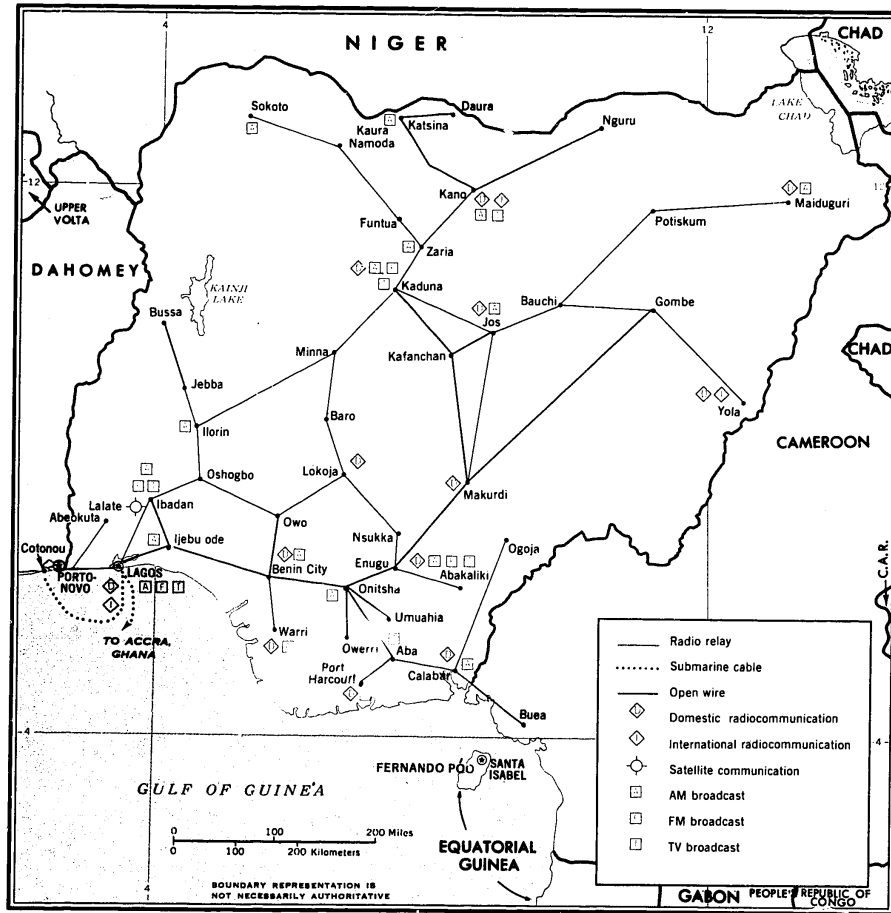 4
12
CHAD
NIGER
LAKE
CHAD
Sokoto
Daura
Katsina
Kaura
Namoda
Nguru
12
UPPER
VOLTA
Kano
Maiduguri
Potiskum
Funtua
Zaria
DAHOMEY
KAINJI
LAKE
Kaduna
Bussa
Bauchi
Gombe
Jos
Minna
Kafanchan
CHAD
Jebba
Yola
Baro
Ilorin
CAMEROON
Oshogbo
Lokoja
Makurdi
Lalate
Ibadan
Abeokuta
Owo
Ijebu ode
Nsukka
Ogoja
Cotonou
Enugu
Benin City
Abakaliki
PORTO-
NOVO
LAGOS
D
A F T
I
Onitsha
Umuahia
TO ACCRA,
GHANA
Warri
Owerri
Aba
Port
Harcourt
Calabar
Buea
C.A.R.
Radio relay
Submarine cable
Open wire
Domestic radiocommunication
International radiocommunication
Satellite communication
AM broadcast
FM broadcast
TV broadcast
4
4
FERNANDO POO
SANTA
ISABEL
GULF OF GUINEA
0 100 200 Miles
0 100 200 Kilometers
EQUATORIAL
GUINEA
BOUNDARY REPRESENTATION IS
NOT NECESSARILY AUTHORITATIVE
4
GABON
PEOPLE'S REPUBLIC OF
CONGO